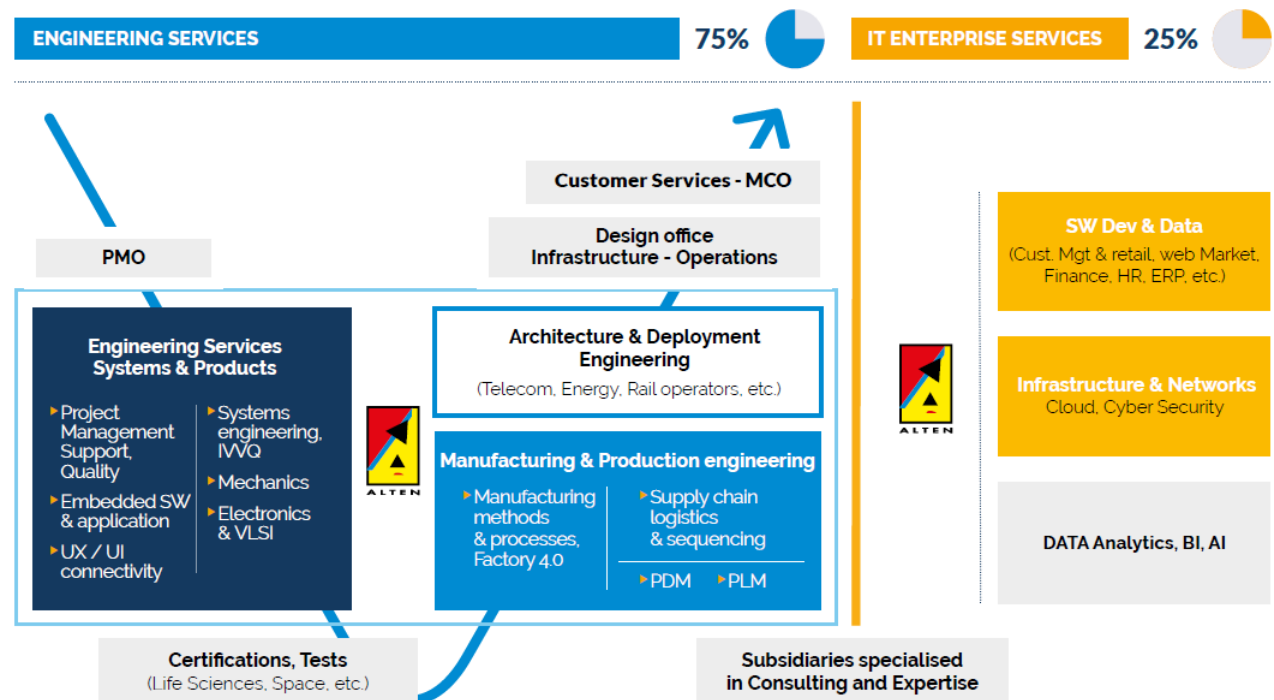 ENGINEERING SERVICES
75%
IT ENTERPRISE SERVICES
25%
Customer Services - MCO
Design office
Infrastructure - Operations
PMO
Engineering Services
Systems & Products
Project
Management
Support,
Quality
Embedded SW
& application
UX / UI
connectivity
Systems
engineering,
IVVQ
Mechanics
Electronics
& VLSI
ALTEN
Architecture & Deployment
Engineering
(Telecom, Energy, Rail operators, etc.)
Manufacturing & Production engineering
Manufacturing
methods
& processes,
Factory 4.0
Supply chain
logistics
& sequencing
PDM
PLM
Certifications, Tests
(Life Sciences, Space, etc.)
Subsidiaries specialised
in Consulting and Expertise
ALTEN
SW Dev & Data
(Cust. Mgt & retail, web Market,
Finance, HR, ERP, etc.)
Infrastructure & Networks
Cloud, Cyber Security
DATA Analytics, BI, AI